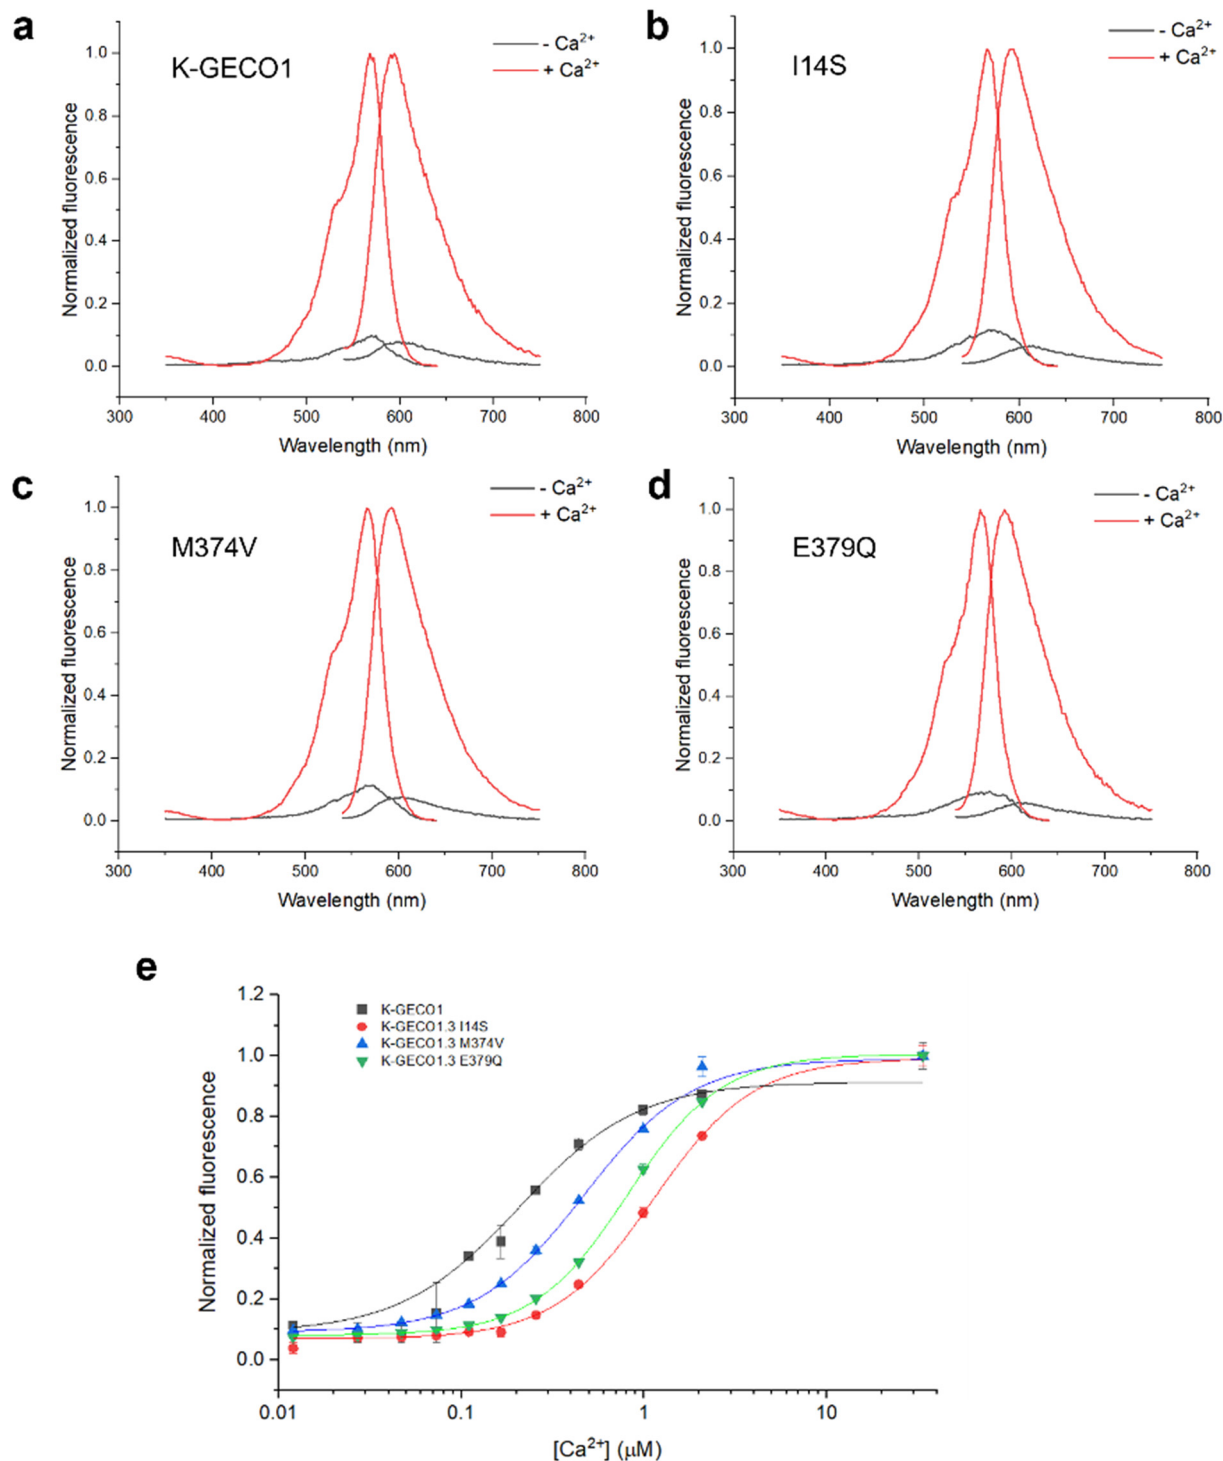 a
K-GECO1
- Ca²⁺
+ Ca²⁺
Normalized fluorescence
1.0
0.8
0.6
0.4
0.2
0.0
300 400 500 600 700 800
Wavelength (nm)
b
I14S
- Ca²⁺
+ Ca²⁺
Normalized fluorescence
1.0
0.8
0.6
0.4
0.2
0.0
300 400 500 600 700 800
Wavelength (nm)
c
M374V
- Ca²⁺
+ Ca²⁺
Normalized fluorescence
1.0
0.8
0.6
0.4
0.2
0.0
300 400 500 600 700 800
Wavelength (nm)
d
E379Q
- Ca²⁺
+ Ca²⁺
Normalized fluorescence
1.0
0.8
0.6
0.4
0.2
0.0
300 400 500 600 700 800
Wavelength (nm)
e
K-GECO1
K-GECO1.3 I14S
K-GECO1.3 M374V
K-GECO1.3 E379Q
Normalized fluorescence
1.2
1.0
0.8
0.6
0.4
0.2
0.0
0.01 0.1 1 10
[Ca²⁺] (μM)